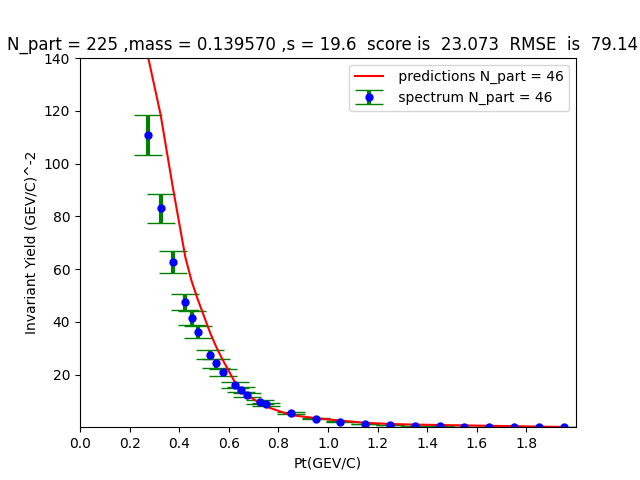 N_part = 225 ,mass = 0.139570 ,s = 19.6  score is  23.073  RMSE  is  79.14
140
120
100
80
60
40
20
Invariant Yield (GEV/C)^-2
predictions N_part = 46
spectrum N_part = 46
0.0 0.2 0.4 0.6 0.8 1.0 1.2 1.4 1.6 1.8
Pt(GEV/C)